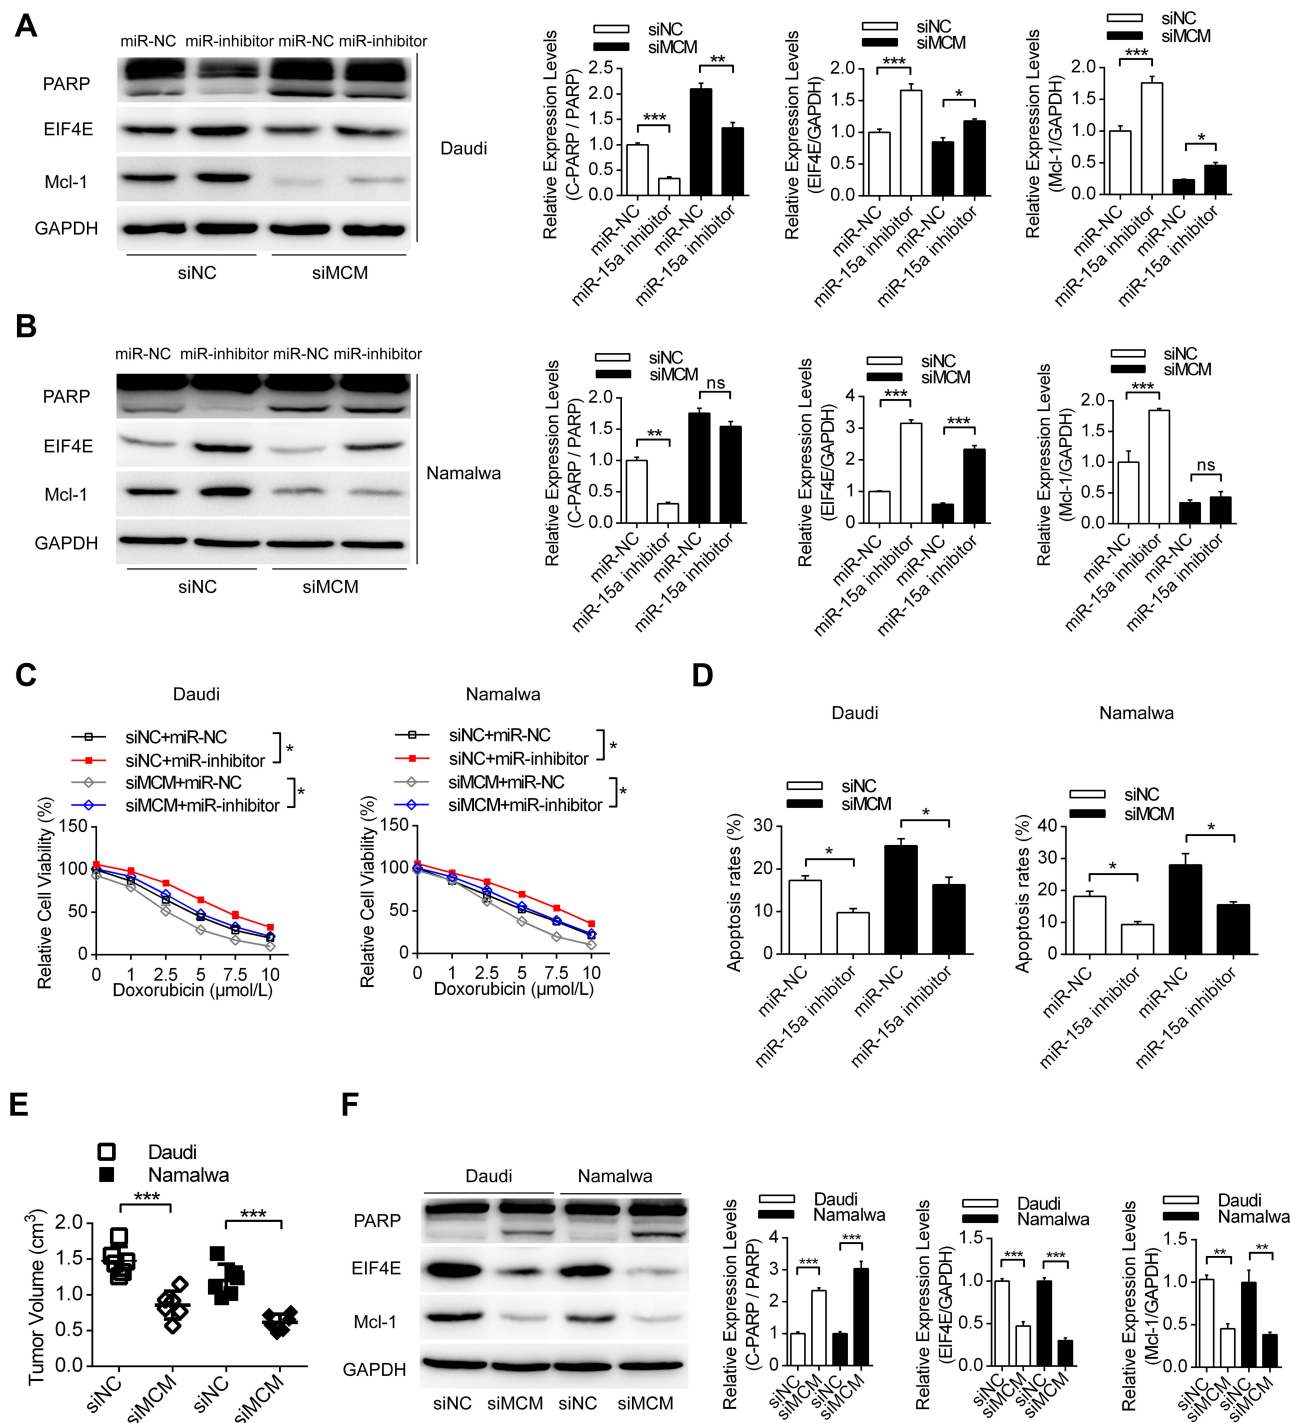 A
miR-NC miR-inhibitor miR-NC miR-inhibitor
PARP
EIF4E
Mcl-1
GAPDH
siNC siMCM
Daudi
siNC
siMCM
Relative Expression Levels
(C-PARP / PARP)
2.5
2.0
1.5
1.0
0.5
0.0
***
**
miR-NC
miR-15a inhibitor
miR-NC
miR-15a inhibitor
siNC
siMCM
Relative Expression Levels
(EIF4E/GAPDH)
2.0
1.5
1.0
0.5
0.0
***
*
miR-NC
miR-15a inhibitor
miR-NC
miR-15a inhibitor
siNC
siMCM
Relative Expression Levels
(Mcl-1/GAPDH)
2.0
1.5
1.0
0.5
0.0
***
*
miR-NC
miR-15a inhibitor
miR-NC
miR-15a inhibitor
B
miR-NC miR-inhibitor miR-NC miR-inhibitor
PARP
EIF4E
Mcl-1
GAPDH
siNC siMCM
Namalwa
siNC
siMCM
Relative Expression Levels
(C-PARP / PARP)
2.0
1.5
1.0
0.5
0.0
**
ns
miR-NC
miR-15a inhibitor
miR-NC
miR-15a inhibitor
siNC
siMCM
Relative Expression Levels
(EIF4E/GAPDH)
4
3
2
1
0
***
***
miR-NC
miR-15a inhibitor
miR-NC
miR-15a inhibitor
siNC
siMCM
Relative Expression Levels
(Mcl-1/GAPDH)
2.0
1.5
1.0
0.5
0.0
***
ns
miR-NC
miR-15a inhibitor
miR-NC
miR-15a inhibitor
C
Daudi
siNC+miR-NC
siNC+miR-inhibitor
siMCM+miR-NC
siMCM+miR-inhibitor
*
*
Relative Cell Viability (%)
150
100
50
0
0 1 2.5 5 7.5 10
Doxorubicin (μmol/L)
Namalwa
siNC+miR-NC
siNC+miR-inhibitor
siMCM+miR-NC
siMCM+miR-inhibitor
*
*
Relative Cell Viability (%)
150
100
50
0
0 1 2.5 5 7.5 10
Doxorubicin (μmol/L)
D
Daudi
siNC
siMCM
Apoptosis rates (%)
30
20
10
0
*
*
miR-NC
miR-15a inhibitor
miR-NC
miR-15a inhibitor
Namalwa
siNC
siMCM
Apoptosis rates (%)
40
30
20
10
0
*
*
miR-NC
miR-15a inhibitor
miR-NC
miR-15a inhibitor
E
Daudi
Namalwa
Tumor Volume (cm3)
2.0
1.5
1.0
0.5
0.0
***
***
siNC
siMCM
siNC
siMCM
F
Daudi Namalwa
PARP
EIF4E
Mcl-1
GAPDH
siNC siMCM siNC siMCM
Daudi
Namalwa
Relative Expression Levels
(C-PARP / PARP)
4
3
2
1
0
***
***
siNC
siMCM
siNC
siMCM
Daudi
Namalwa
Relative Expression Levels
(EIF4E/GAPDH)
1.5
1.0
0.5
0.0
***
***
siNC
siMCM
siNC
siMCM
Daudi
Namalwa
Relative Expression Levels
(Mcl-1/GAPDH)
1.5
1.0
0.5
0.0
**
**
siNC
siMCM
siNC
siMCM